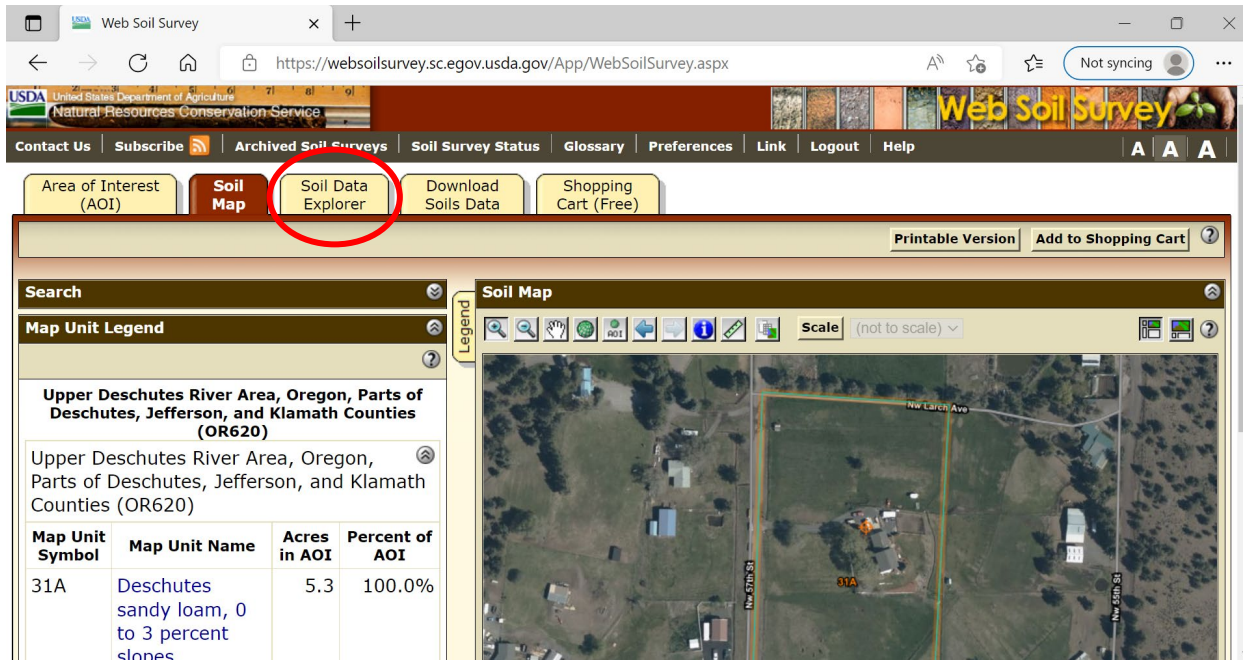 Web Soil Survey
https://websoilsurvey.sc.egov.usda.gov/App/WebSoilSurvey.aspx
Not syncing
USDA United States Department of Agriculture
Natural Resources Conservation Service
Web Soil Survey
Contact Us Subscribe Archived Soil Surveys Soil Survey Status Glossary Preferences Link Logout Help A A A
Area of Interest (AOI)
Soil Map
Soil Data Explorer
Download Soils Data
Shopping Cart (Free)
Printable Version Add to Shopping Cart
Search
Map Unit Legend
Upper Deschutes River Area, Oregon, Parts of
Deschutes, Jefferson, and Klamath Counties
(OR620)
Upper Deschutes River Area, Oregon,
Parts of Deschutes, Jefferson, and Klamath
Counties (OR620)
Map Unit Symbol Map Unit Name Acres in AOI Percent of AOI
31A Deschutes 5.3 100.0%
sandy loam, 0
to 3 percent
slopes
Legend
Soil Map
AOI Scale (not to scale)
Nw Larch Ave
31A
Nw 57th St
Nw 55th St